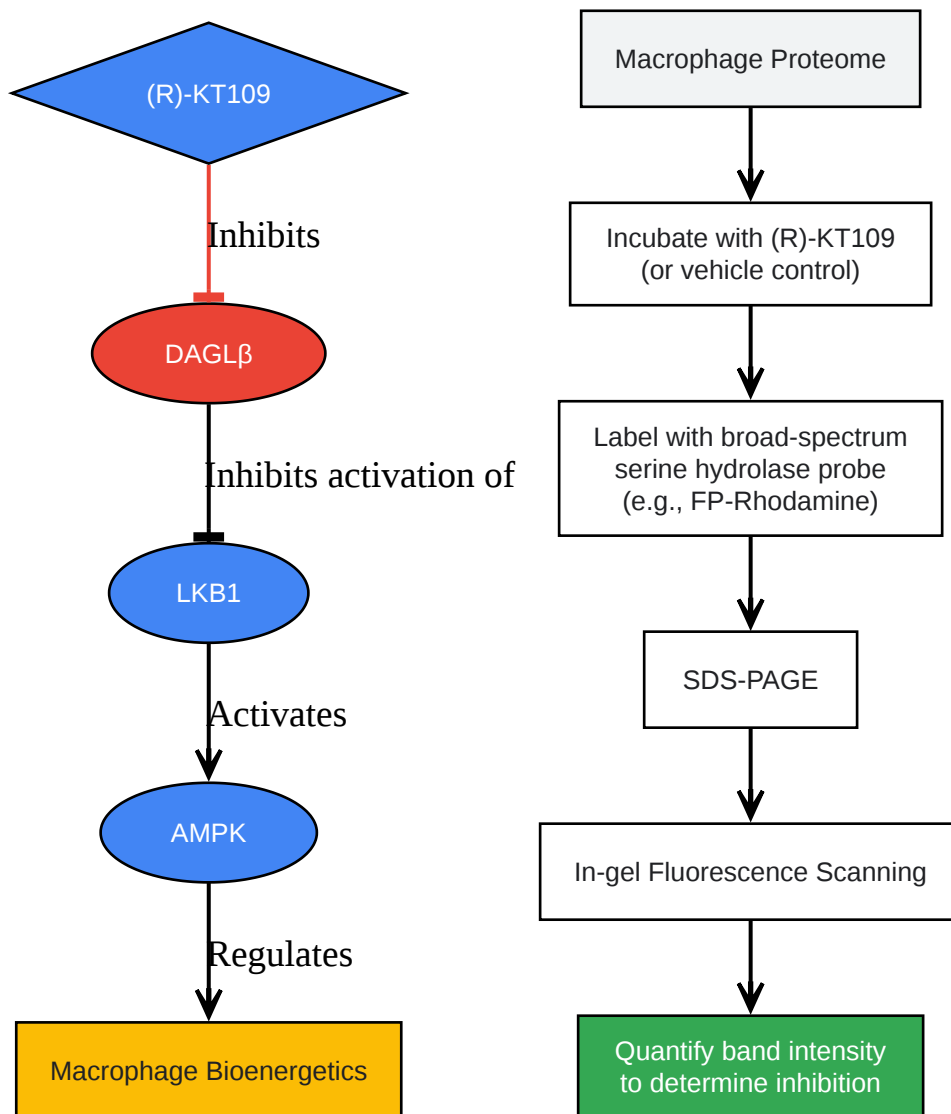 (R)-KT109
Inhibits
DAGLβ
Inhibits activation of
LKB1
Activates
AMPK
Regulates
Macrophage Bioenergetics
Macrophage Proteome
Incubate with (R)-KT109
(or vehicle control)
Label with broad-spectrum
serine hydrolase probe
(e.g., FP-Rhodamine)
SDS-PAGE
In-gel Fluorescence Scanning
Quantify band intensity
to determine inhibition